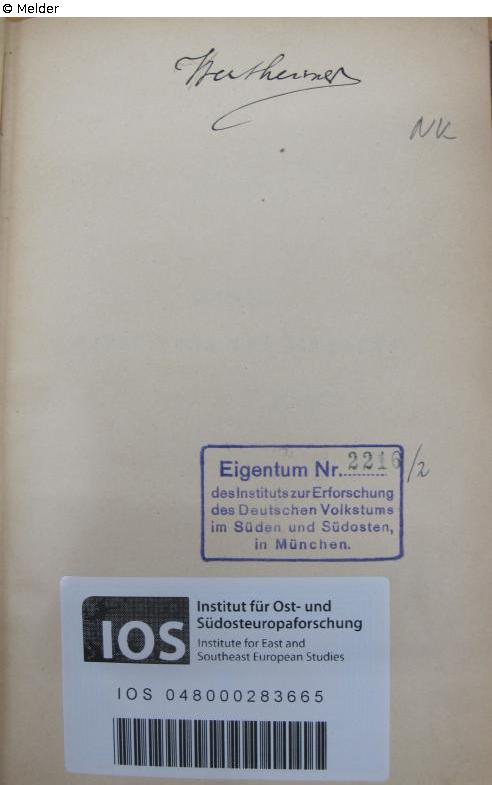 © Melder
Wertheimer
NK
Eigentum Nr. 2216/2
des Instituts zur Erforschung
des Deutschen Volkstums
im Süden und Südosten,
in München.
IOS
Institut für Ost- und
Südosteuropaforschung
Institute for East and
Southeast European Studies
IOS 048000283665